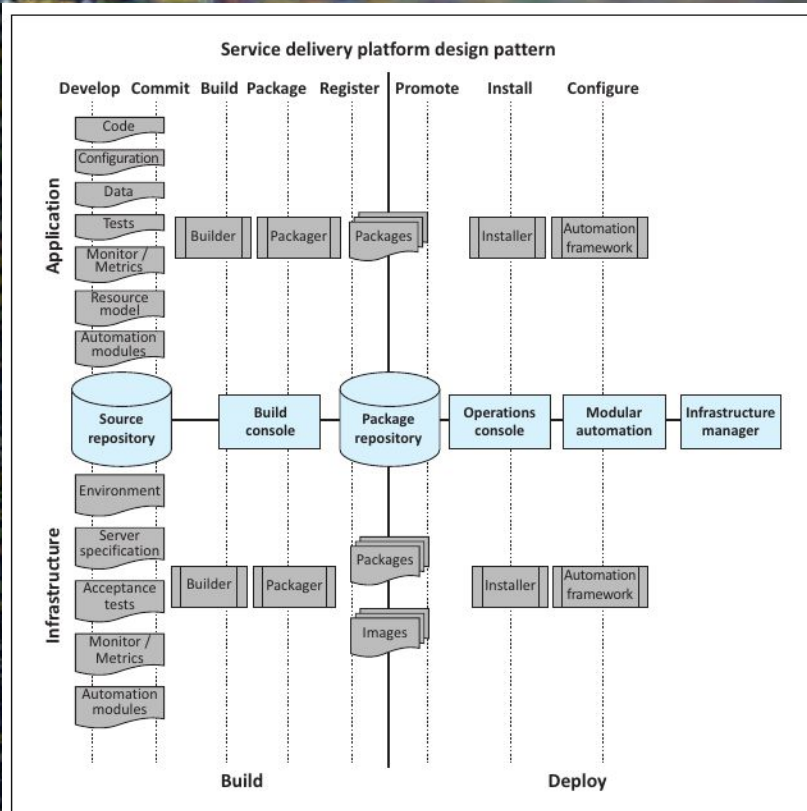 Service delivery platform design pattern
Develop Commit Build Package Register Promote Install Configure
Application
Code
Configuration
Data
Tests
Monitor /
Metrics
Resource
model
Automation
modules
Builder
Packager
Packages
Installer
Automation
framework
Source
repository
Build
console
Package
repository
Operations
console
Modular
automation
Infrastructure
manager
Infrastructure
Environment
Server
specification
Acceptance
tests
Monitor /
Metrics
Automation
modules
Builder
Packager
Packages
Images
Installer
Automation
framework
Build
Deploy